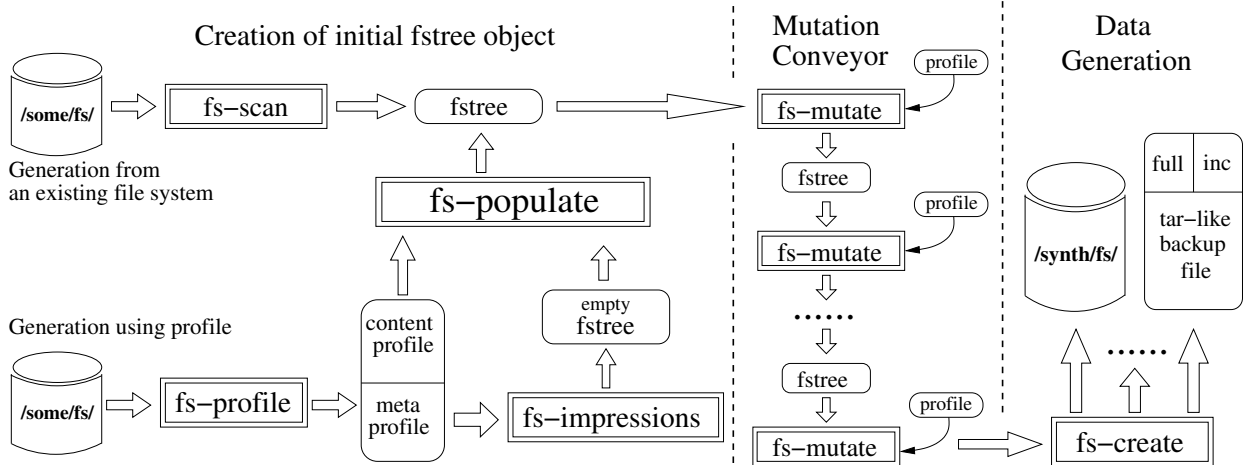 Creation of initial fstree object
/some/fs/
fs−scan
fstree
Generation from
an existing file system
fs−populate
Generation using profile
/some/fs/
fs−profile
content
profile
meta
profile
empty
fstree
fs−impressions
Mutation
Conveyor
profile
fs−mutate
fstree
profile
fs−mutate
......
fstree
profile
fs−mutate
Data
Generation
/synth/fs/
full
inc
tar−like
backup
file
......
fs−create